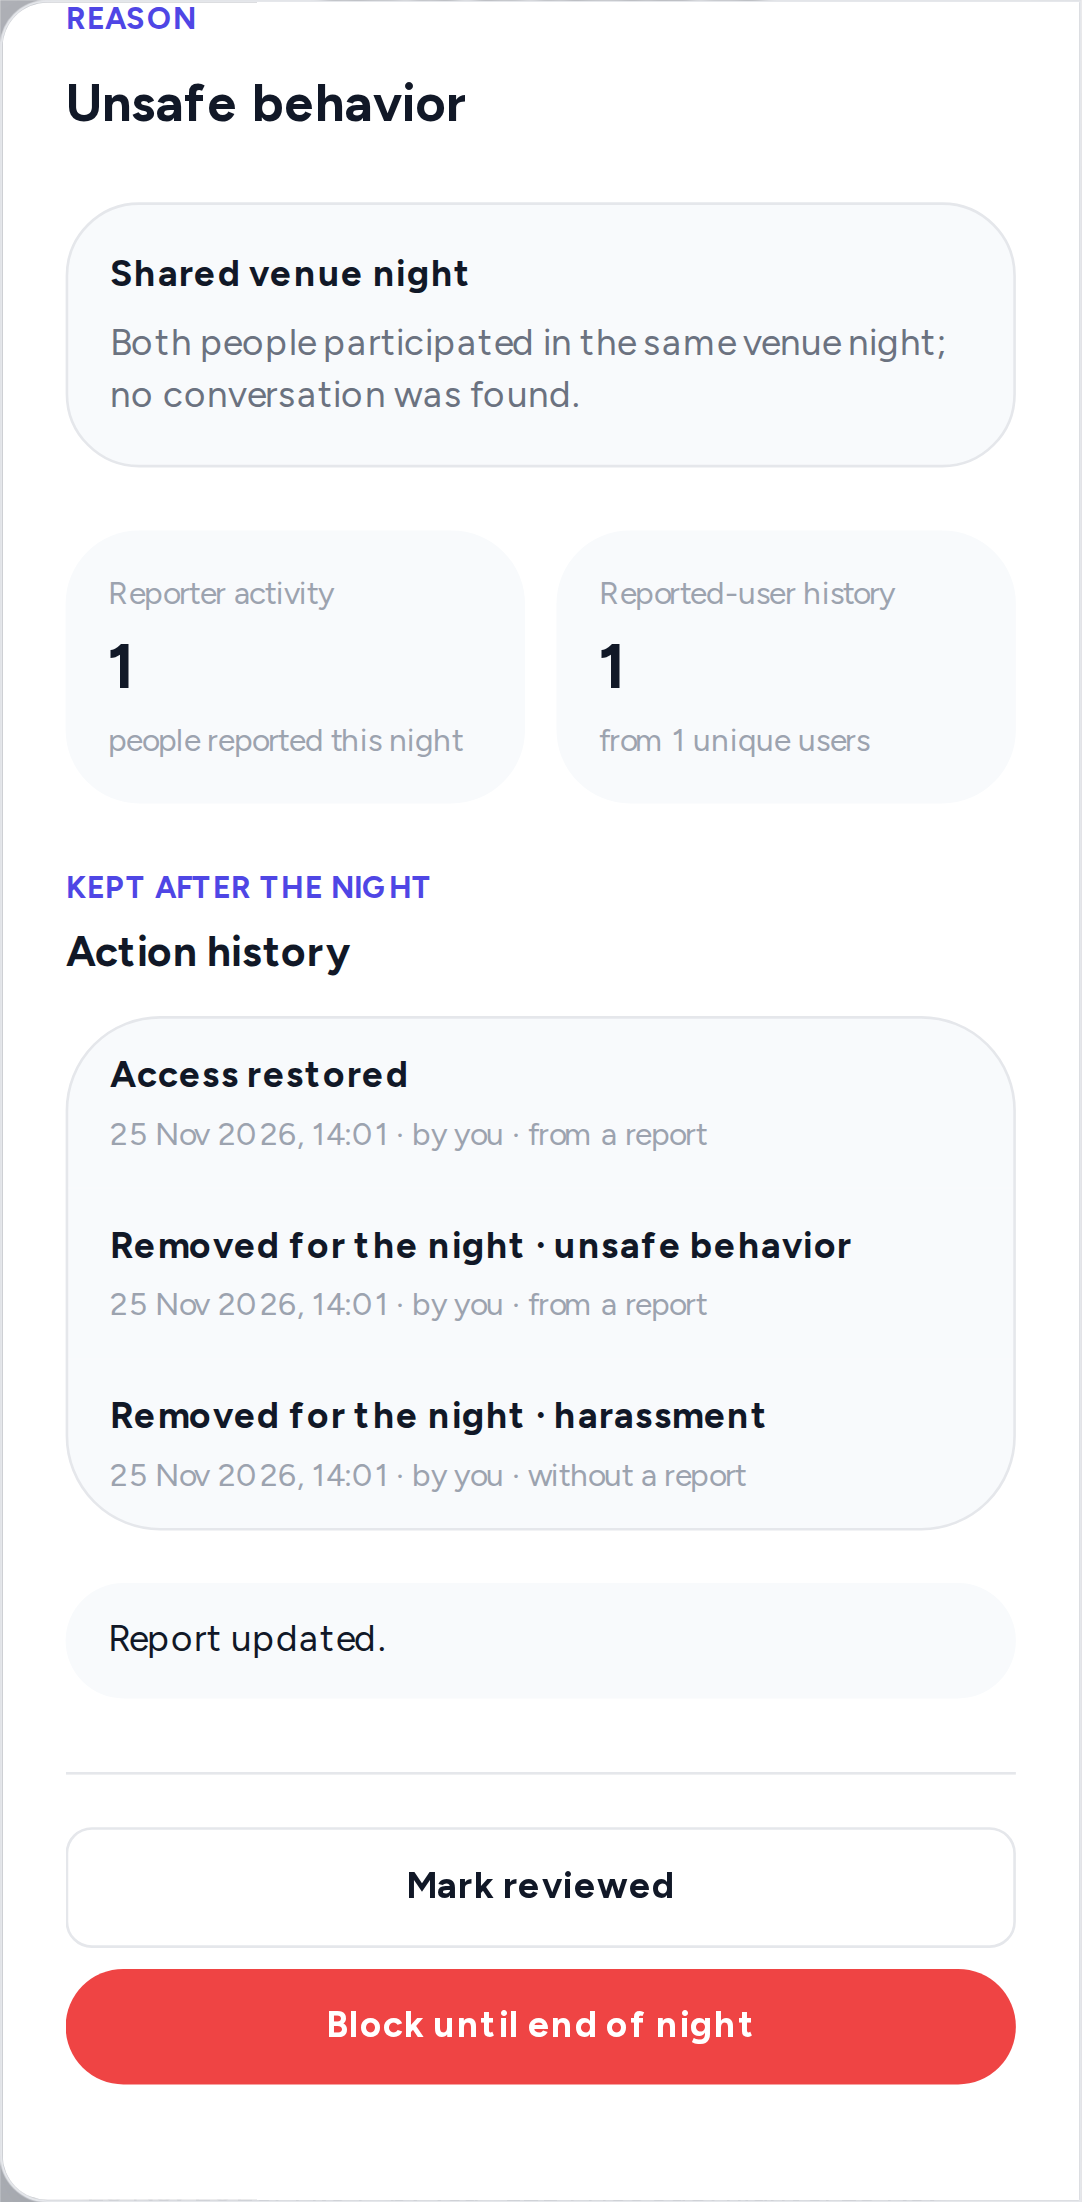 REASON
Unsafe behavior
Shared venue night
Both people participated in the same venue night;
no conversation was found.
Reporter activity
1
people reported this night
Reported-user history
1
from 1 unique users
KEPT AFTER THE NIGHT
Action history
Access restored
25 Nov 2026, 14:01 · by you · from a report
Removed for the night · unsafe behavior
25 Nov 2026, 14:01 · by you · from a report
Removed for the night · harassment
25 Nov 2026, 14:01 · by you · without a report
Report updated.
Mark reviewed
Block until end of night